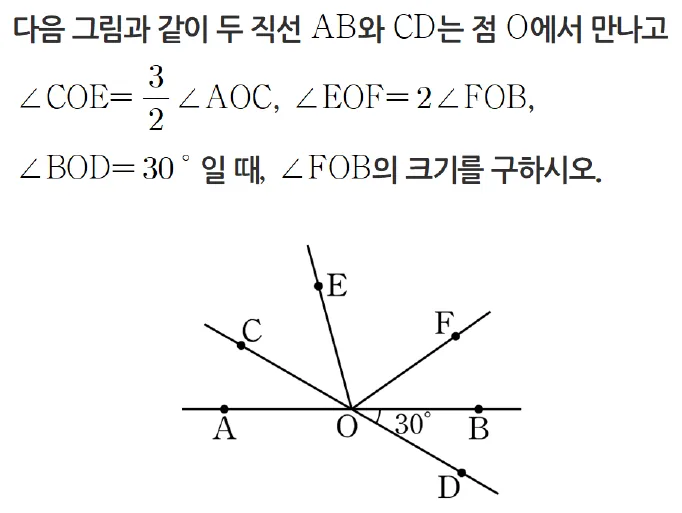 다음 그림과 같이 두 직선 AB와 CD는 점 O에서 만나고
∠COE= 3/2 ∠AOC, ∠EOF=2∠FOB,
∠BOD=30°일 때, ∠FOB의 크기를 구하시오.
E
C
F
A
O
30°
B
D